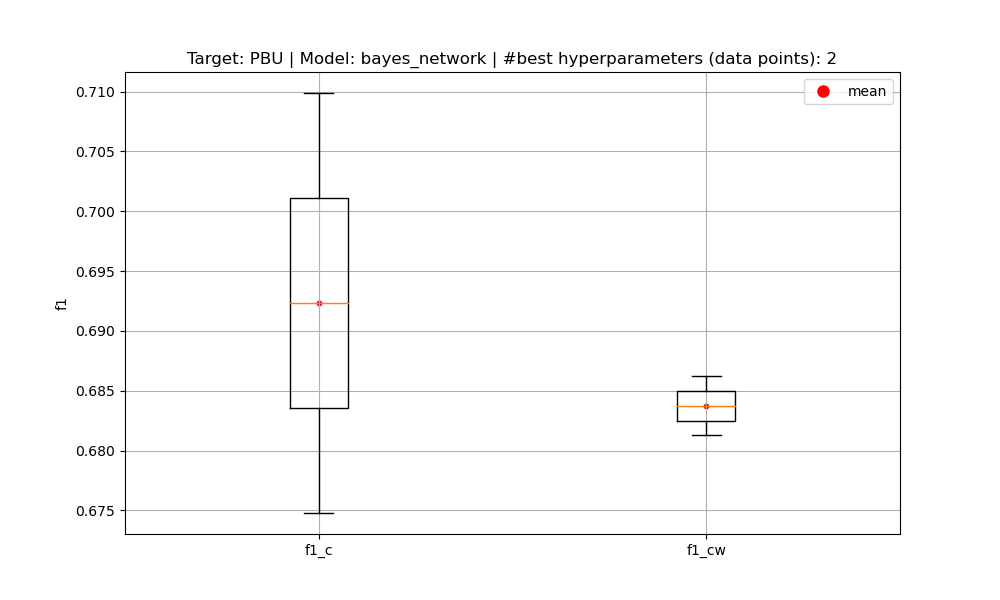 Target: PBU | Model: bayes_network | #best hyperparameters (data points): 2
mean
0.710
0.705
0.700
0.695
0.690
0.685
0.680
0.675
f1
f1_c
f1_cw